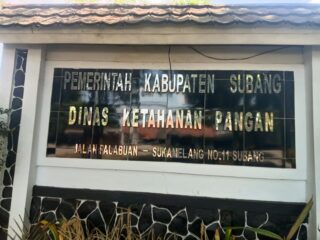 PEMERINTAH KABUPATEN SUBANG
DINAS KETAHANAN PANGAN
JALAN PALABUAN - SUKAMELANG NO.11 SUBANG